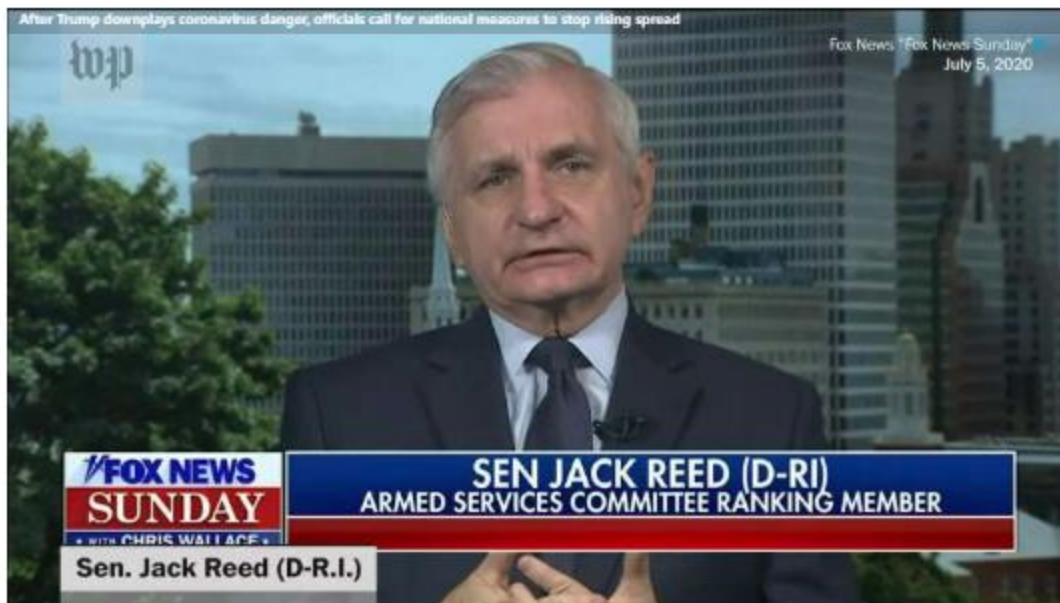 After Trump downplays coronavirus danger, officials call for national measures to stop rising spread
wp
Fox News "Fox News Sunday"
July 5, 2020
FOX NEWS
SUNDAY
WITH CHRIS WALLACE
SEN JACK REED (D-RI)
ARMED SERVICES COMMITTEE RANKING MEMBER
Sen. Jack Reed (D-R.I.)